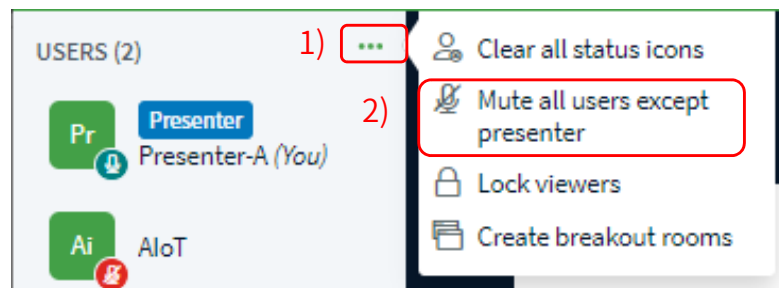 USERS (2)
1)
•••
Clear all status icons
2)
Mute all users except
presenter
Pr
Presenter
Presenter-A (You)
Lock viewers
Ai
AIoT
Create breakout rooms